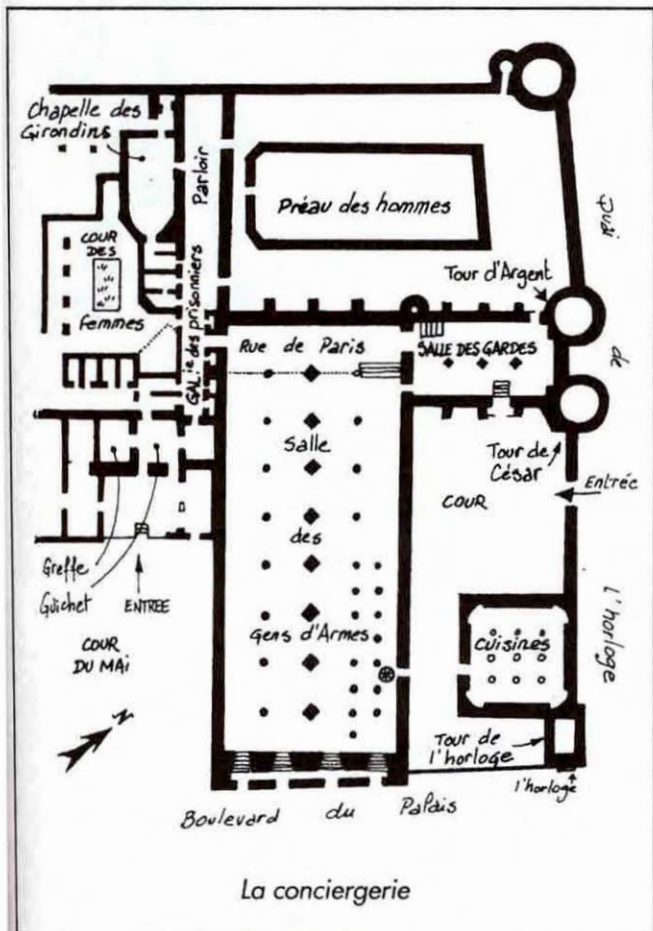 Chapelle des
Girondins
Parloir
Préau des hommes
quai
COUR
DES
femmes
Tour d'Argent
GAL.ie des prisonniers
Rue de Paris
SALLE DES GARDES
de
Salle
Tour de
César
Entrée
COUR
des
Greffe
Guichet
ENTREE
l'horloge
Gens d'Armes
CUISINES
COUR
DU MAI
N
Tour de
l'horloge
l'horloge
Boulevard du Palais
La conciergerie